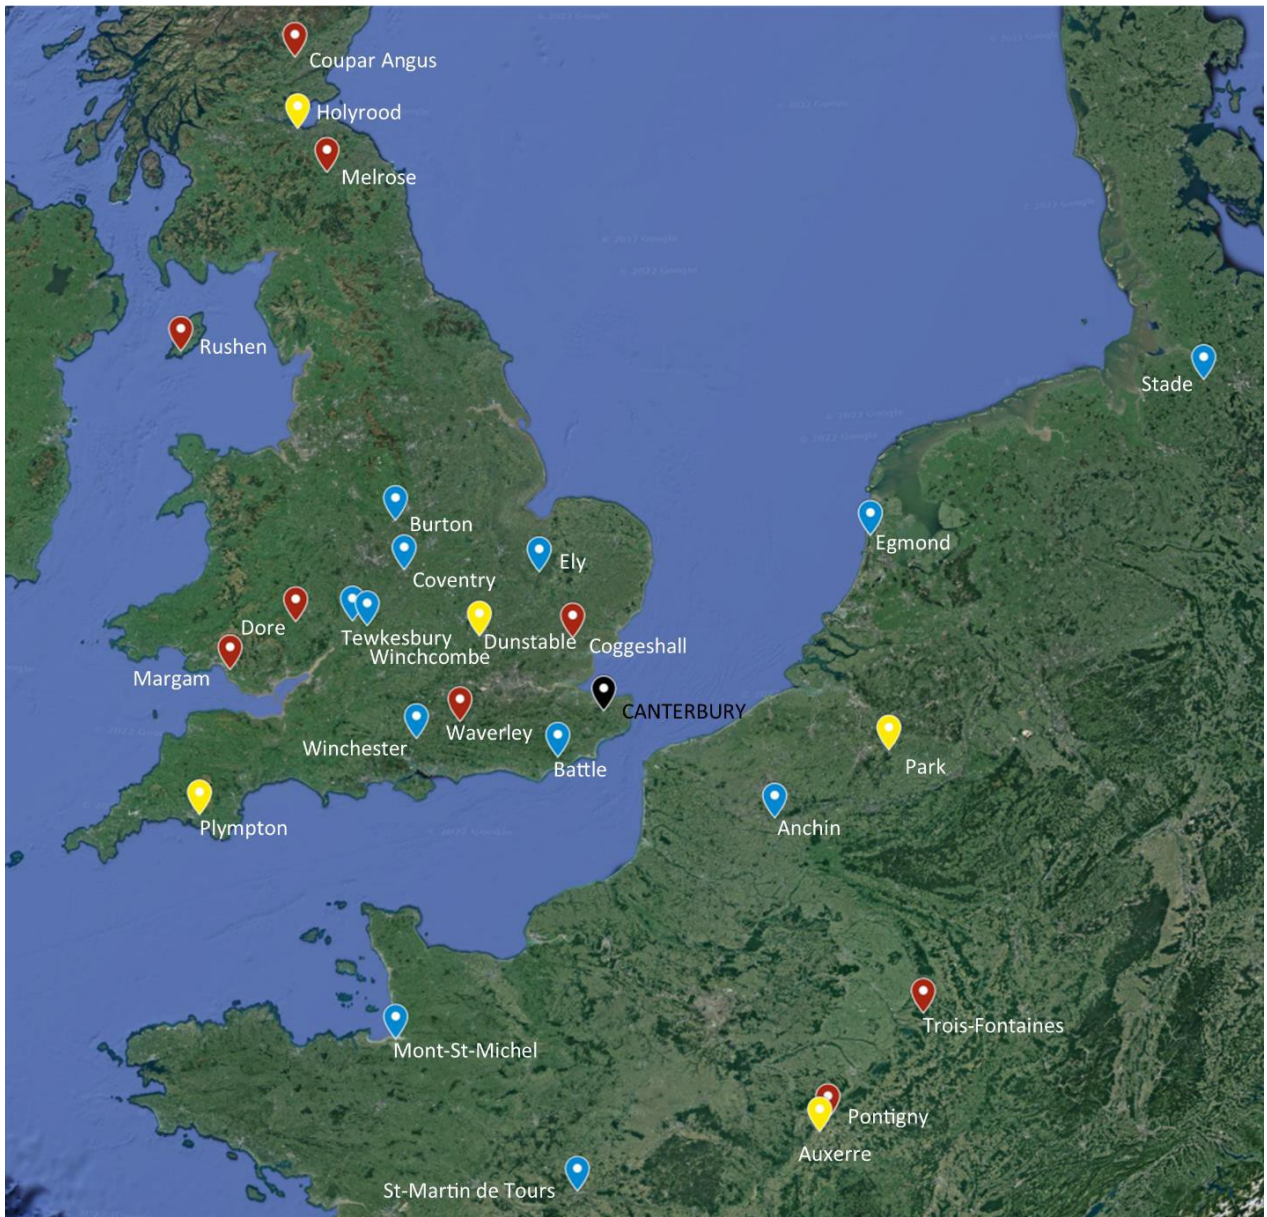 Coupar Angus
Holyrood
Melrose
Rushen
Stade
Burton
Egmond
Ely
Coventry
Dore
Tewkesbury
Dunstable
Coggeshall
Winchcombe
Margam
CANTERBURY
Waverley
Winchester
Park
Battle
Plympton
Anchin
Trois-Fontaines
Mont-St-Michel
Pontigny
Auxerre
St-Martin de Tours